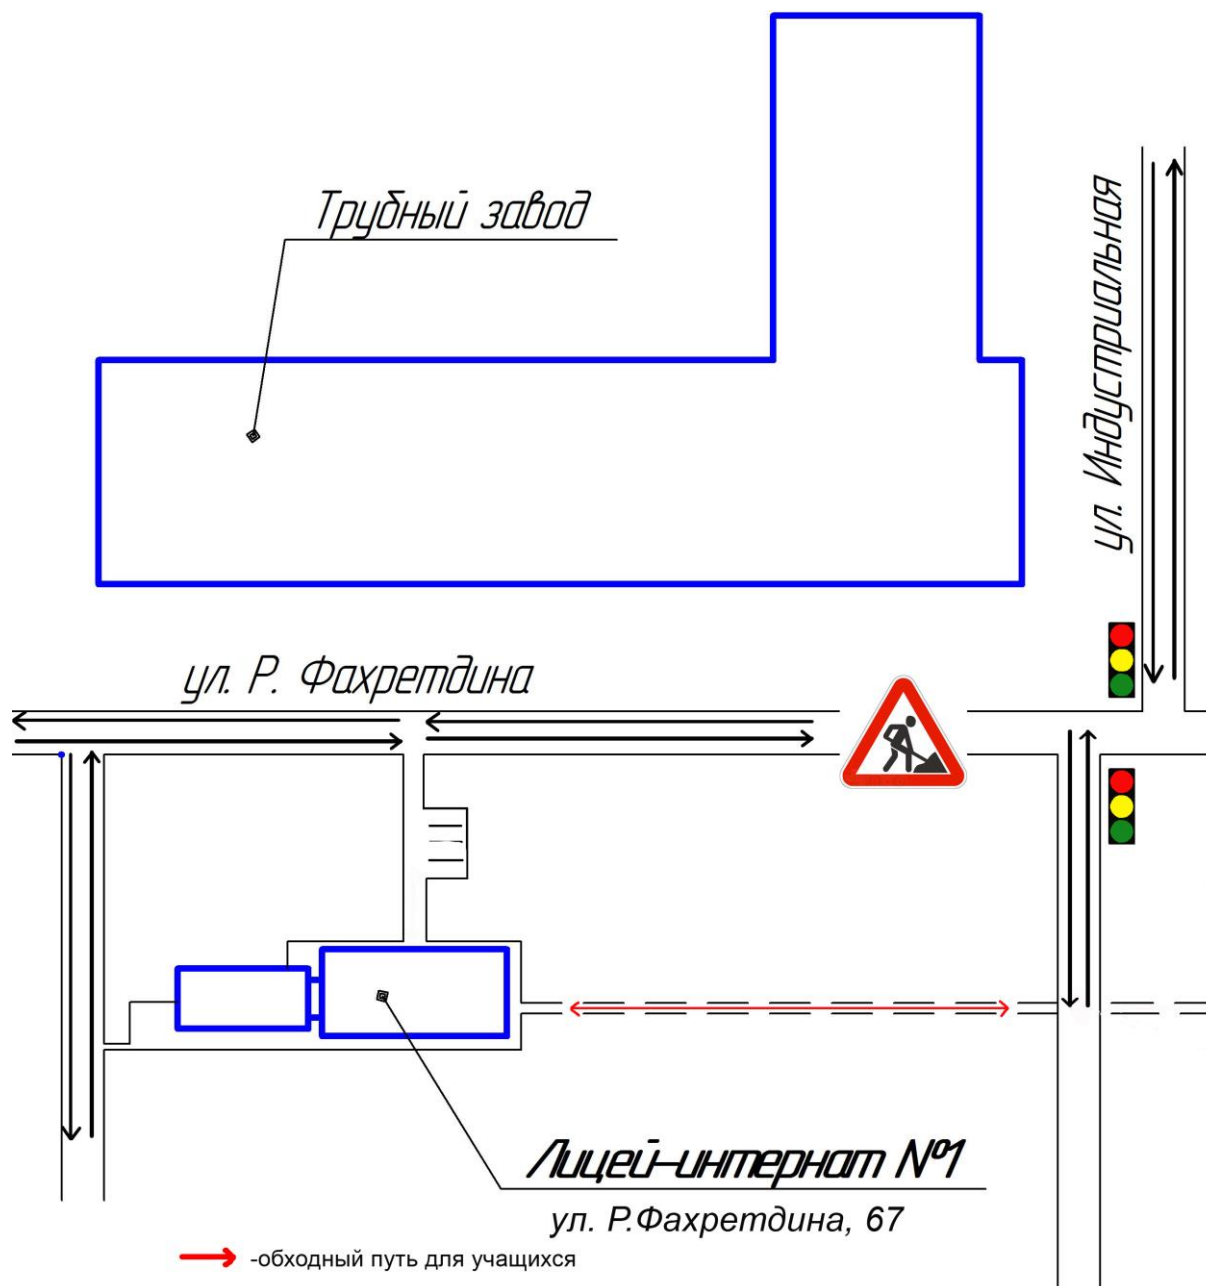 Трубный завод
ул. Индустриальная
ул. Р. Фахретдина
Лицей-интернат №1
ул. Р.Фахретдина, 67
-обходный путь для учащихся